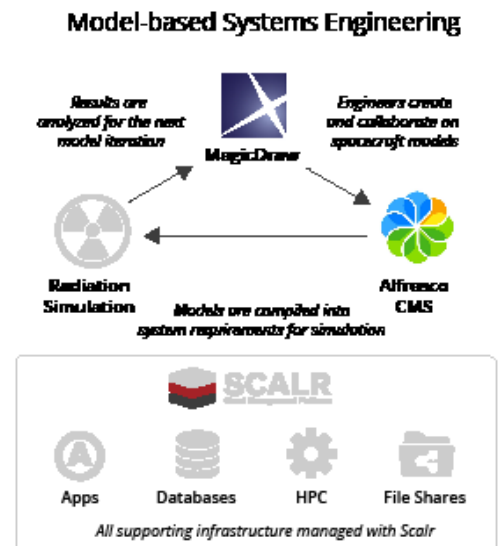 Model-based Systems Engineering
Results are
analyzed for the next
model iteration
Engineers create
and collaborate on
spacecraft models
MagicDraw
Radiation
Simulation
Alfresco
CMS
Models are compiled into
system requirements for simulation
SCALR
Apps
Databases
HPC
File Shares
All supporting infrastructure managed with Scalr